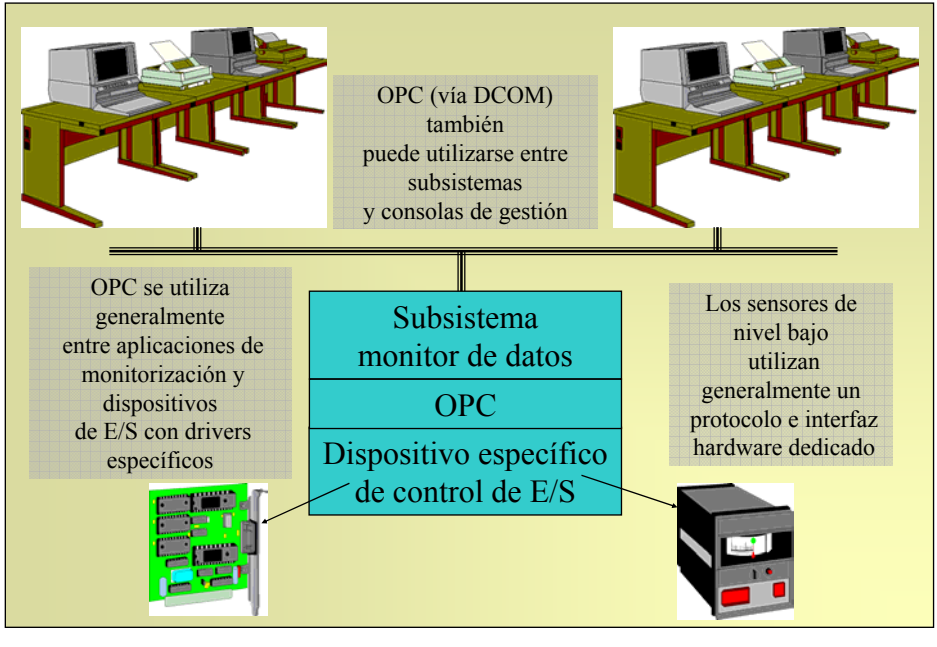 OPC (vía DCOM)
también
puede utilizarse entre
subsistemas
y consolas de gestión
OPC se utiliza
generalmente
entre aplicaciones de
monitorización y
dispositivos
de E/S con drivers
específicos
Subsistema
monitor de datos
OPC
Dispositivo específico
de control de E/S
Los sensores de
nivel bajo
utilizan
generalmente un
protocolo e interfaz
hardware dedicado